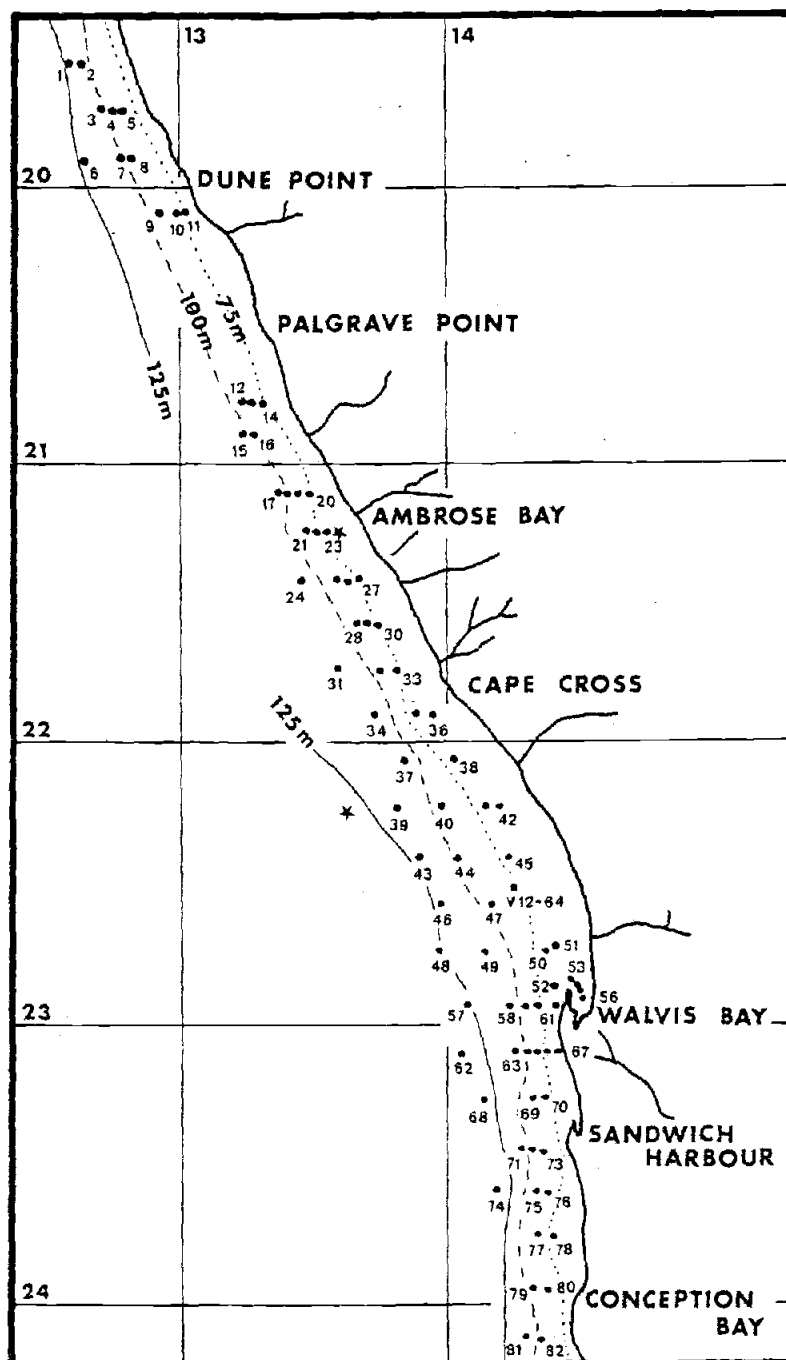 13 14
1 2
3 4 5
6 7 8
20
DUNE POINT
9 10 11
100m
75m
PALGRAVE POINT
125m
12 14
15 16
21
17 20
AMBROSE BAY
21 23
24 27
28 30
31 33
CAPE CROSS
125m
34 36
22
37 38
39 40 42
43 44 45
46 47 V12-64
48 49 50 51
52 53
56
57 58 61
WALVIS BAY
23
62 63 67
68 69 70
SANDWICH
HARBOUR
71 73
74 75 76
77 78
24
79 80
CONCEPTION
BAY
81 82